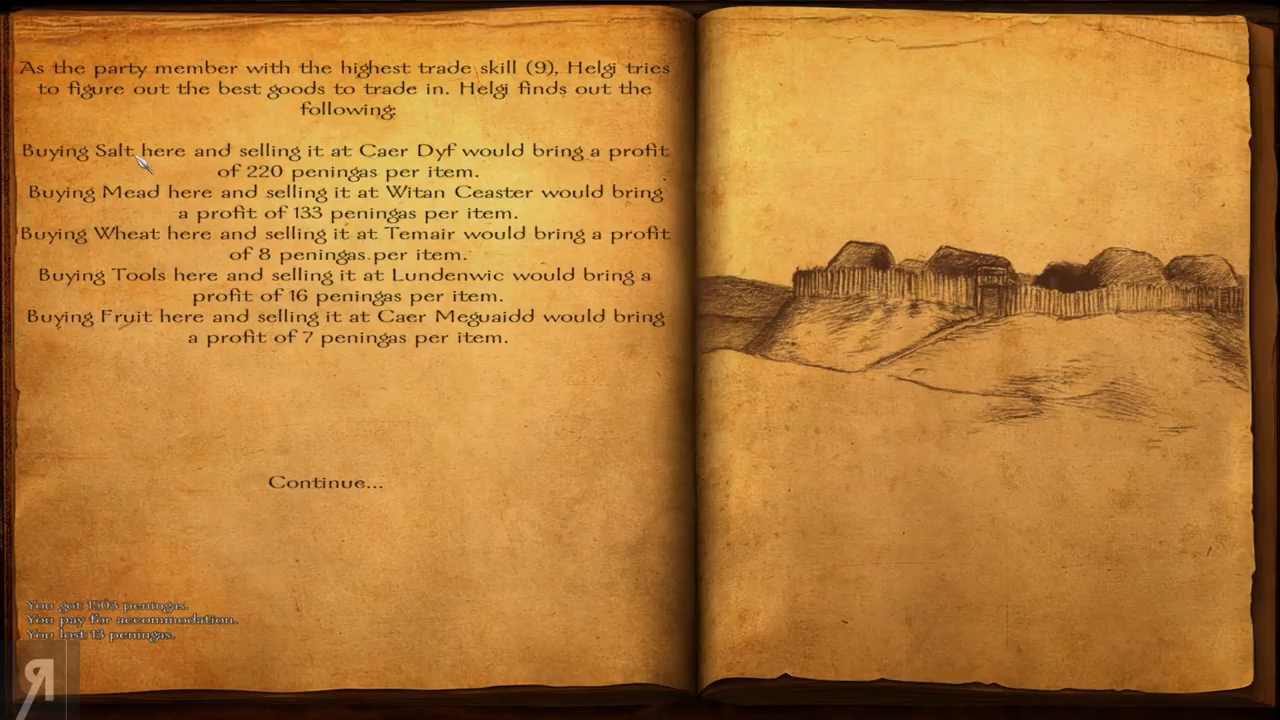 As the party member with the highest trade skill (9), Helgi tries
to figure out the best goods to trade in. Helgi finds out the
following:
Buying Salt here and selling it at Caer Dyf would bring a profit
of 220 peningas per item.
Buying Mead here and selling it at Witan Ceaster would bring
a profit of 133 peningas per item.
Buying Wheat here and selling it at Temair would bring a profit
of 8 peningas per item.
Buying Tools here and selling it at Lundenwic would bring a
profit of 16 peningas per item.
Buying Fruit here and selling it at Caer Meguaidd would bring
a profit of 7 peningas per item.
Continue...
You got 1503 peningas.
You pay for accommodation.
You lost 13 peningas.